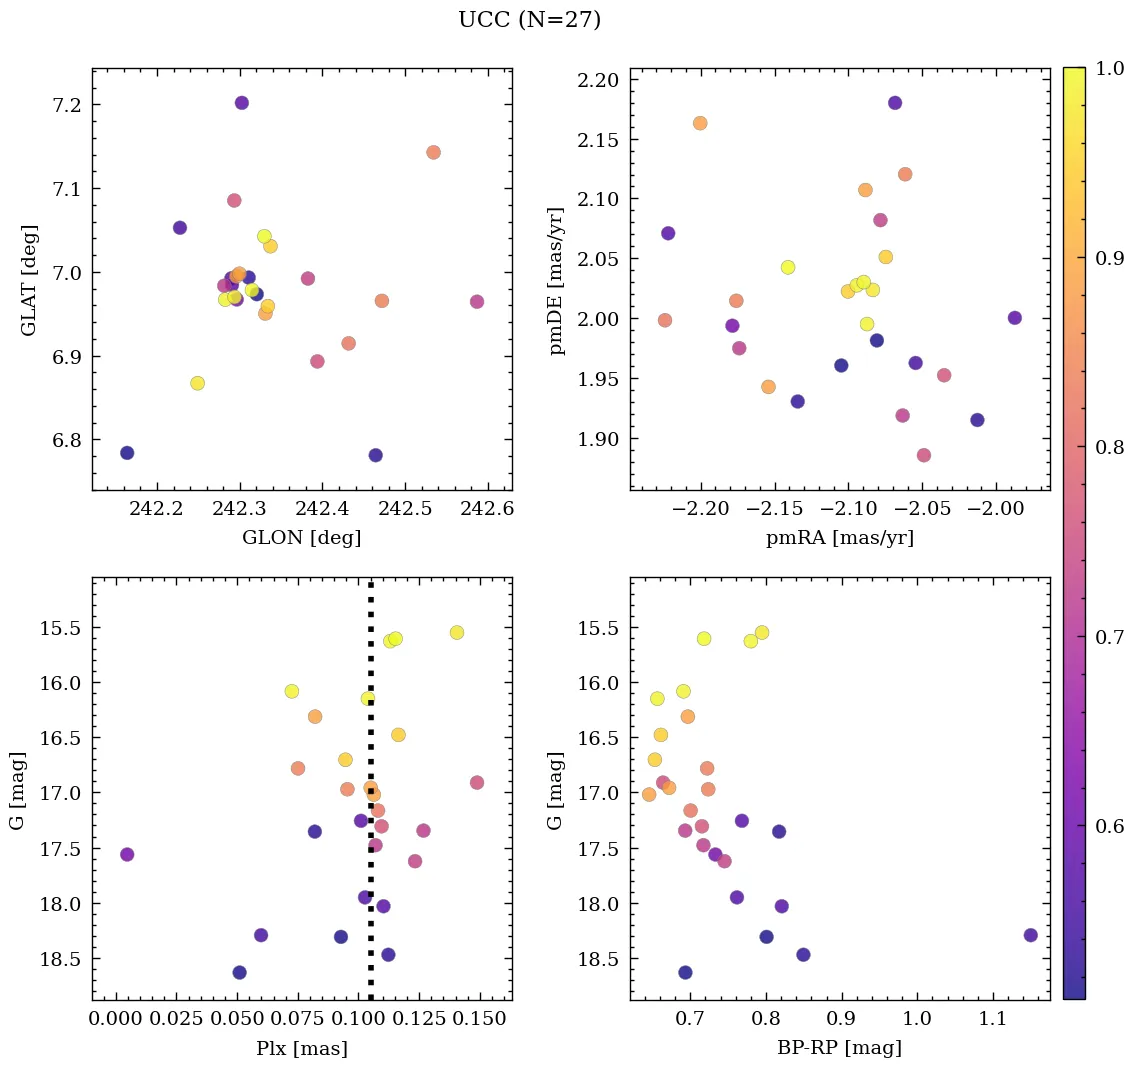 UCC (N=27)
7.2
7.1
7.0
6.9
6.8
GLAT [deg]
242.2 242.3 242.4 242.5 242.6
GLON [deg]
2.20
2.15
2.10
2.05
2.00
1.95
1.90
pmDE [mas/yr]
−2.20 −2.15 −2.10 −2.05 −2.00
pmRA [mas/yr]
1.0
0.9
0.8
0.7
0.6
15.5
16.0
16.5
17.0
17.5
18.0
18.5
G [mag]
0.000 0.025 0.050 0.075 0.100 0.125 0.150
Plx [mas]
15.5
16.0
16.5
17.0
17.5
18.0
18.5
G [mag]
0.7 0.8 0.9 1.0 1.1
BP-RP [mag]